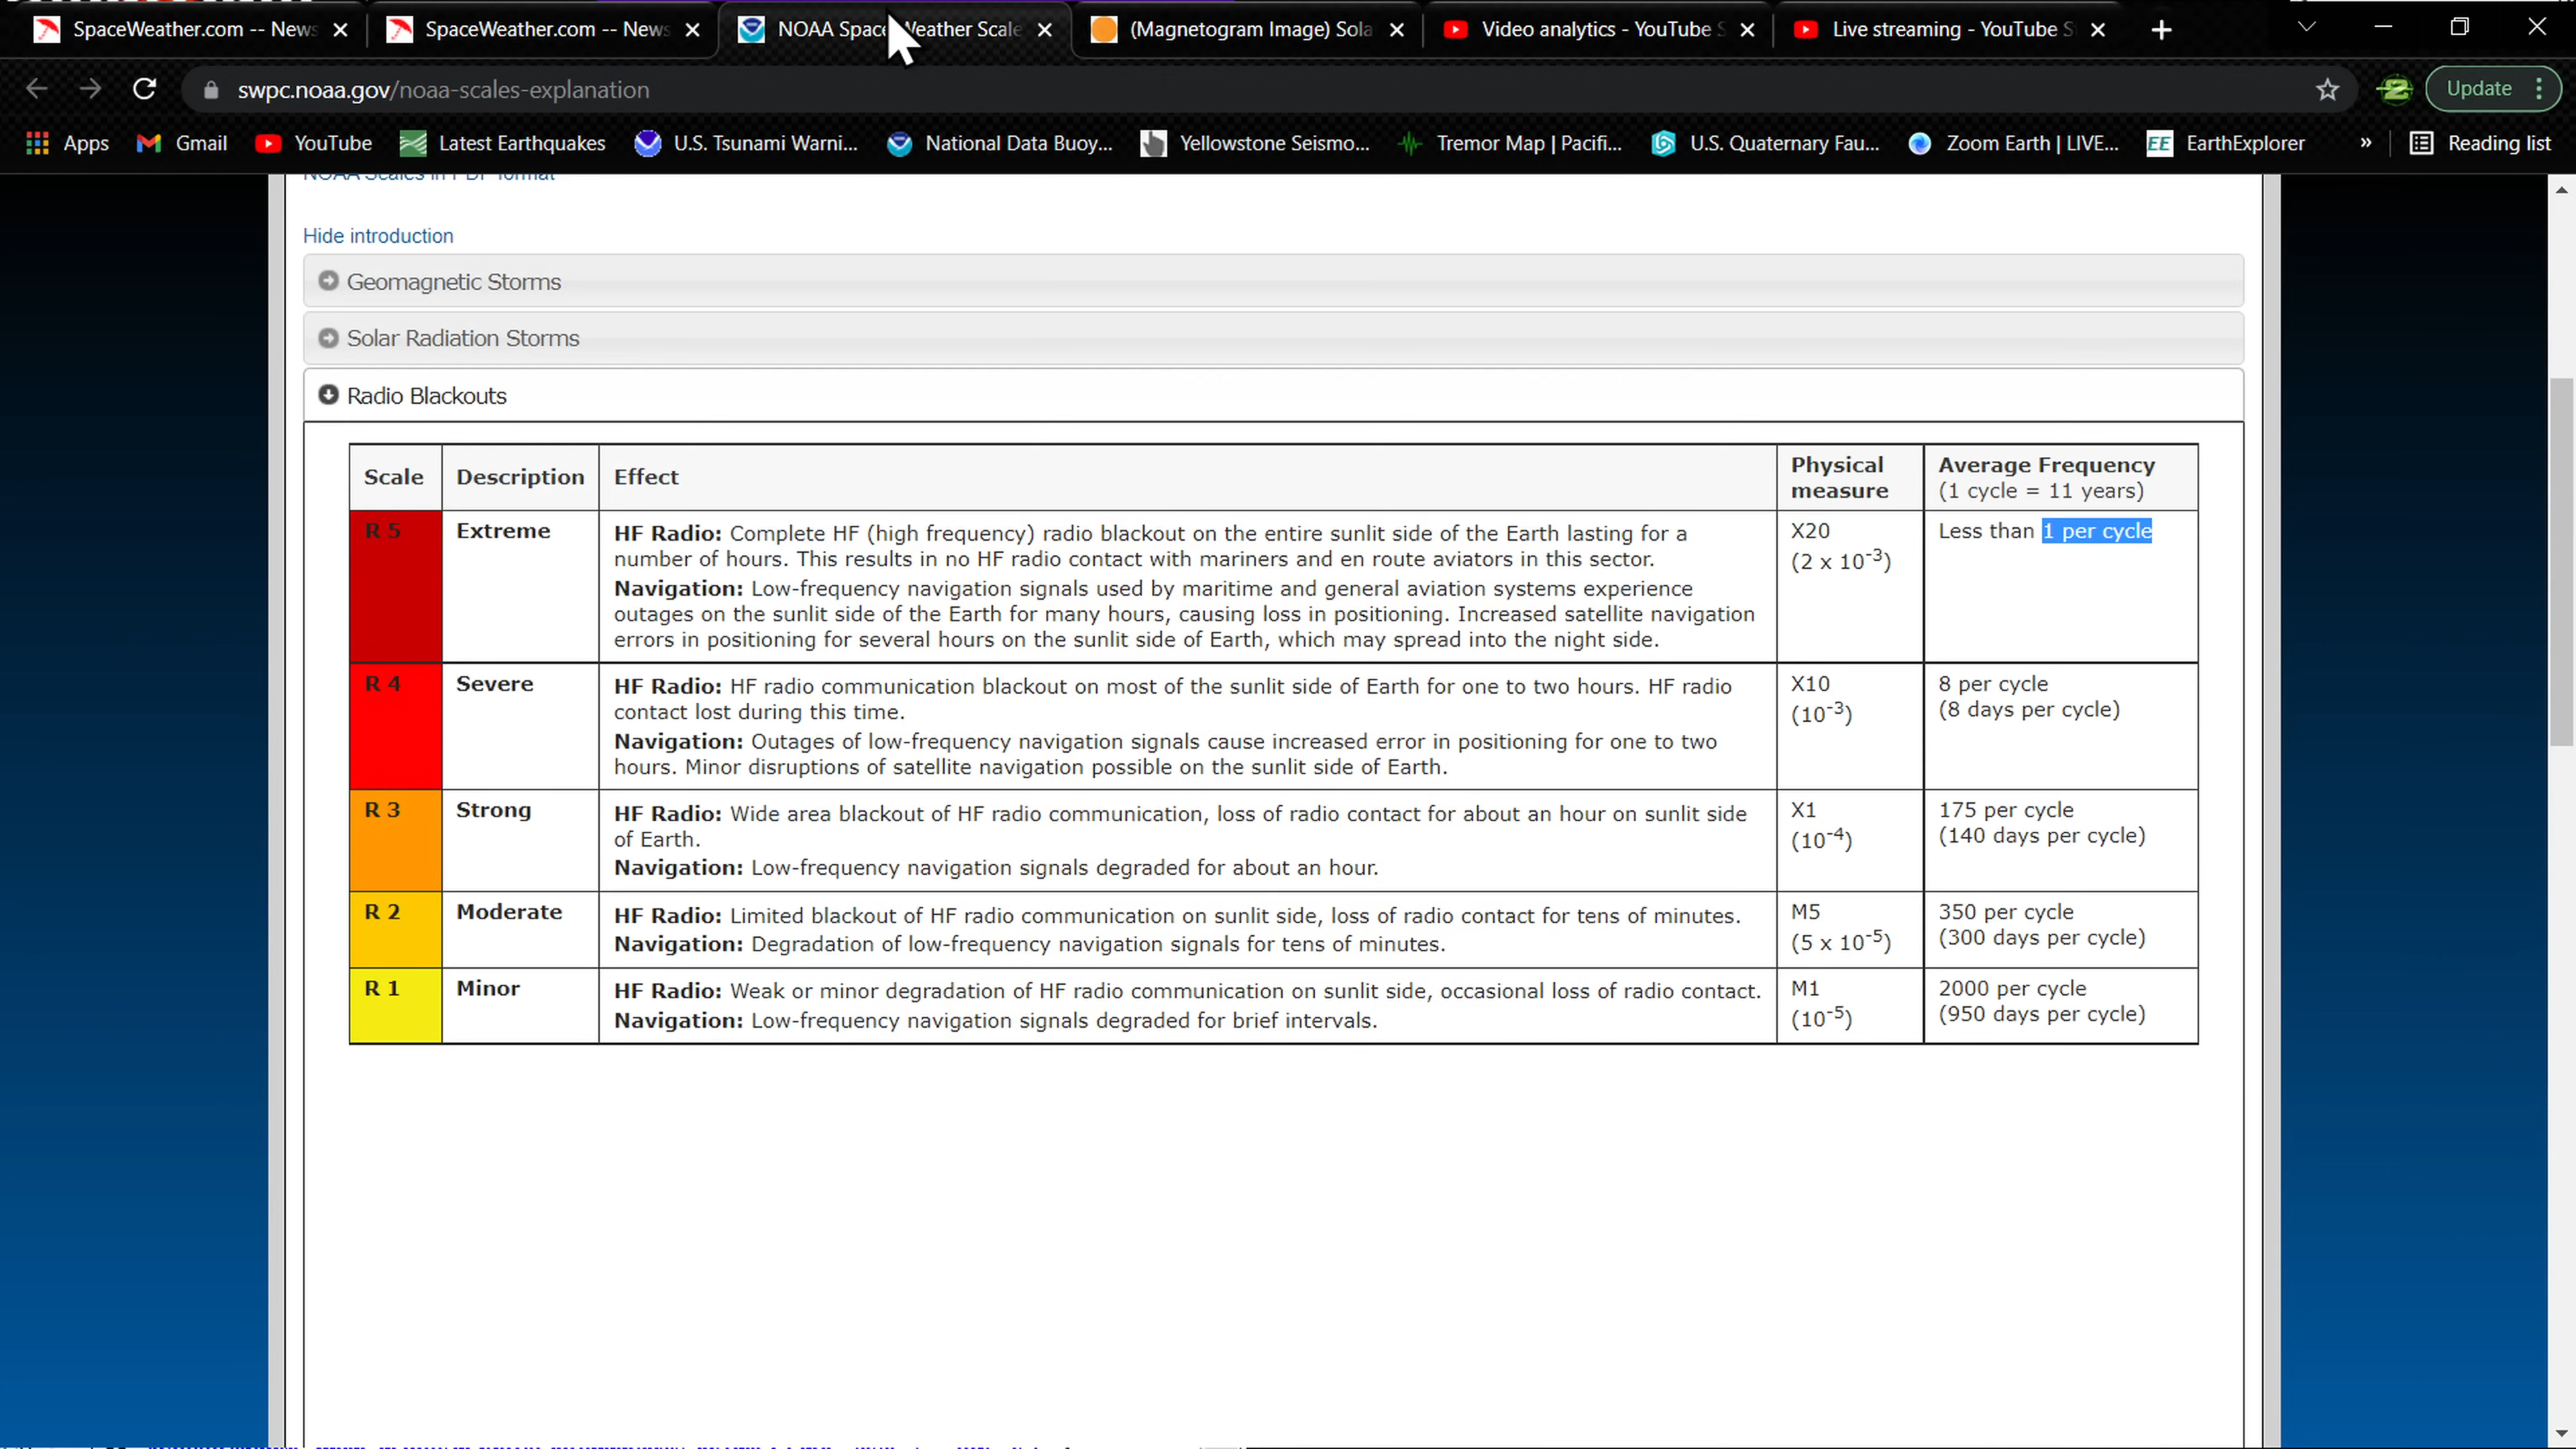 SpaceWeather.com -- News
SpaceWeather.com -- News
NOAA Space Weather Scale
(Magnetogram Image) Sola
Video analytics - YouTube S
Live streaming - YouTube S
swpc.noaa.gov/noaa-scales-explanation
Update
Apps
Gmail
YouTube
Latest Earthquakes
U.S. Tsunami Warni...
National Data Buoy...
Yellowstone Seismo...
Tremor Map | Pacifi...
U.S. Quaternary Fau...
Zoom Earth | LIVE...
EE
EarthExplorer
»
Reading list
NOAA Scales in PDF format
Hide introduction
Geomagnetic Storms
Solar Radiation Storms
Radio Blackouts
Scale
Description
Effect
Physical
measure
Average Frequency
(1 cycle = 11 years)
R 5
Extreme
HF Radio: Complete HF (high frequency) radio blackout on the entire sunlit side of the Earth lasting for a
number of hours. This results in no HF radio contact with mariners and en route aviators in this sector.
Navigation: Low-frequency navigation signals used by maritime and general aviation systems experience
outages on the sunlit side of the Earth for many hours, causing loss in positioning. Increased satellite navigation
errors in positioning for several hours on the sunlit side of Earth, which may spread into the night side.
X20
(2 x 10-3)
Less than 1 per cycle
R 4
Severe
HF Radio: HF radio communication blackout on most of the sunlit side of Earth for one to two hours. HF radio
contact lost during this time.
Navigation: Outages of low-frequency navigation signals cause increased error in positioning for one to two
hours. Minor disruptions of satellite navigation possible on the sunlit side of Earth.
X10
(10-3)
8 per cycle
(8 days per cycle)
R 3
Strong
HF Radio: Wide area blackout of HF radio communication, loss of radio contact for about an hour on sunlit side
of Earth.
Navigation: Low-frequency navigation signals degraded for about an hour.
X1
(10-4)
175 per cycle
(140 days per cycle)
R 2
Moderate
HF Radio: Limited blackout of HF radio communication on sunlit side, loss of radio contact for tens of minutes.
Navigation: Degradation of low-frequency navigation signals for tens of minutes.
M5
(5 x 10-5)
350 per cycle
(300 days per cycle)
R 1
Minor
HF Radio: Weak or minor degradation of HF radio communication on sunlit side, occasional loss of radio contact.
Navigation: Low-frequency navigation signals degraded for brief intervals.
M1
(10-5)
2000 per cycle
(950 days per cycle)